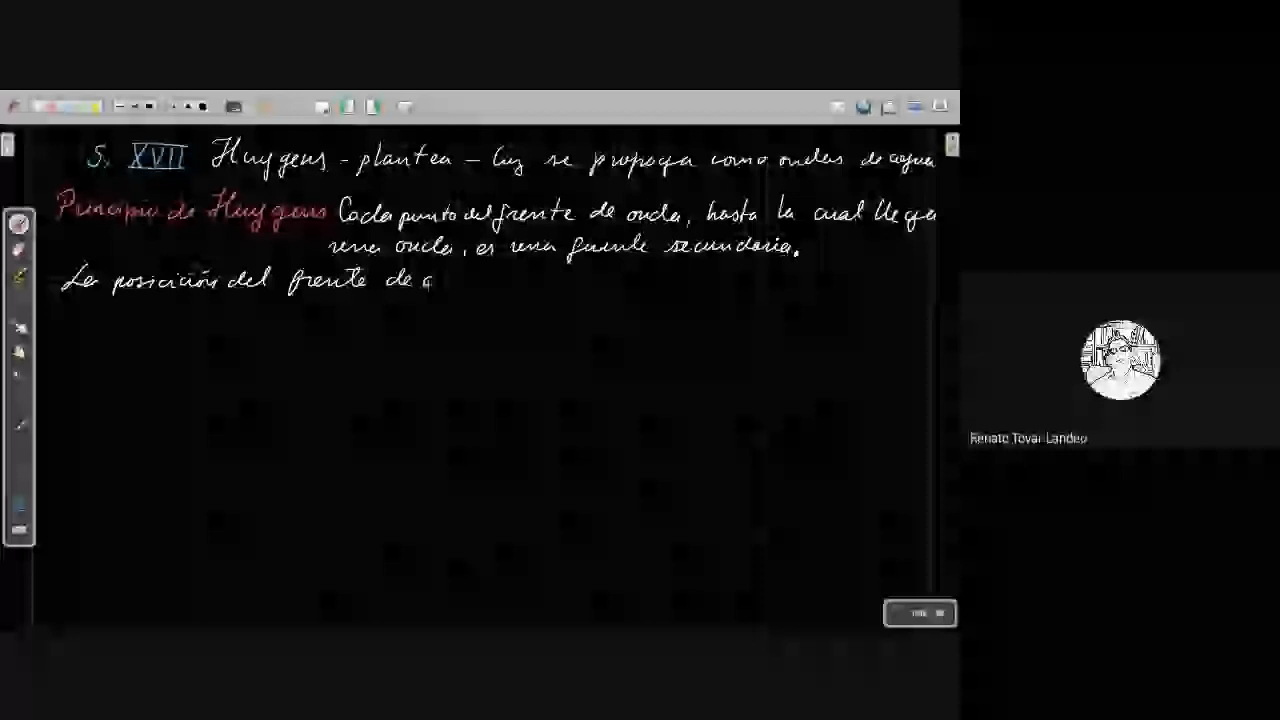 S. XVII Huygens - plantea - luz se propaga como ondas de agua
Principio de Huygens Cada punto del frente de onda, hasta la cual llega
una onda, es una fuente secundaria.
La posición del frente de o
Renato Tovar Landeo